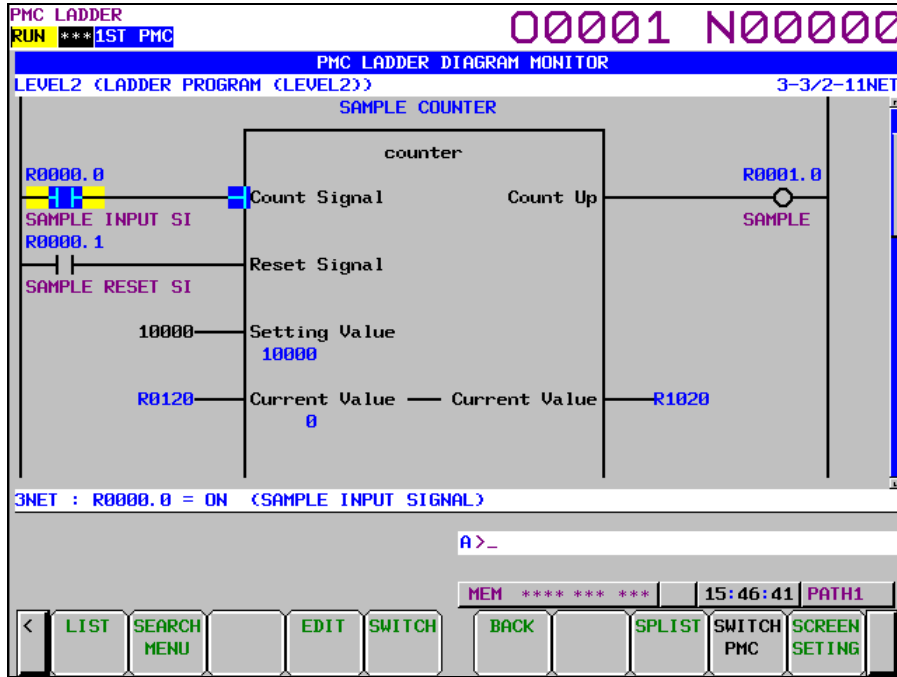 PMC LADDER
RUN ***1ST PMC
O0001 N00000
PMC LADDER DIAGRAM MONITOR
LEVEL2 (LADDER PROGRAM (LEVEL2)) 3-3/2-11NET
SAMPLE COUNTER
counter
R0000.0 R0001.0
Count Signal Count Up
SAMPLE INPUT SI SAMPLE
R0000.1
Reset Signal
SAMPLE RESET SI
10000 Setting Value
10000
R0120 Current Value Current Value R1020
0
3NET : R0000.0 = ON (SAMPLE INPUT SIGNAL)
A>_
MEM **** *** *** 15:46:41 PATH1
< LIST SEARCH MENU EDIT SWITCH BACK SPLIST SWITCH PMC SCREEN SETING